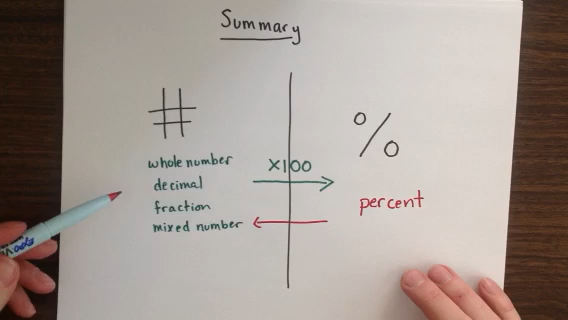 Summary
#
whole number
decimal
fraction
mixed number
x100
%
percent